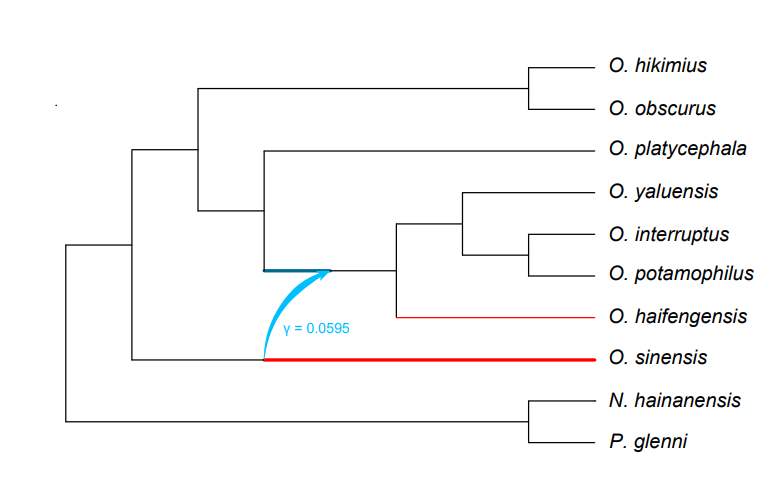 O. hikimius
O. obscurus
O. platycephala
O. yaluensis
O. interruptus
O. potamophilus
O. haifengensis
γ = 0.0595
O. sinensis
N. hainanensis
P. glenni